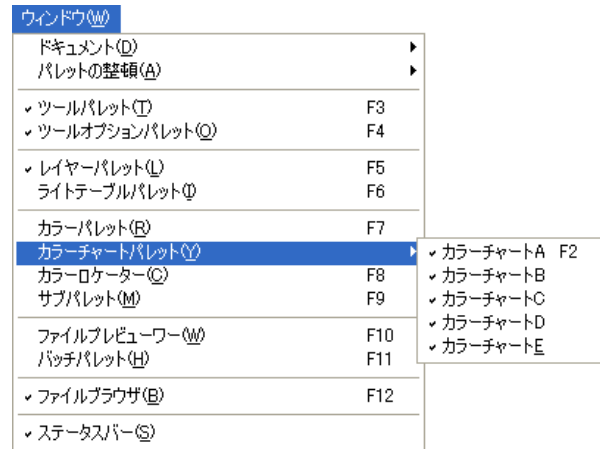 ウィンドウ(W)
ドキュメント(D)
パレットの整頓(A)
ツールパレット(T) F3
ツールオプションパレット(O) F4
レイヤーパレット(L) F5
ライトテーブルパレット(I) F6
カラーパレット(R) F7
カラーチャートパレット(Y)
カラーロケーター(C) F8
サブパレット(M) F9
ファイルプレビューワー(W) F10
バッチパレット(H) F11
ファイルブラウザ(B) F12
ステータスバー(S)
カラーチャートA F2
カラーチャートB
カラーチャートC
カラーチャートD
カラーチャートE